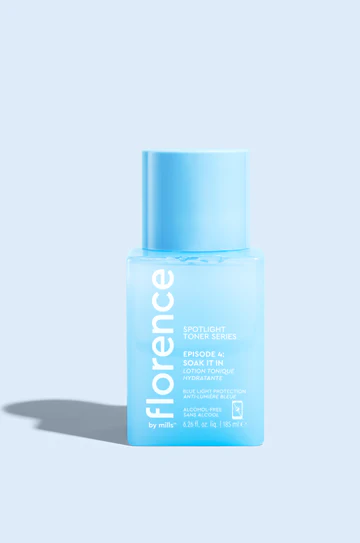 florence
by mills
SPOTLIGHT
TONER SERIES
EPISODE 4:
SOAK IT IN
LOTION TONIQUE
HYDRATANTE
BLUE LIGHT PROTECTION
ANTI-LUMIÈRE BLEUE
ALCOHOL-FREE
SANS ALCOOL
6.26 fl. oz liq. | 185 ml e